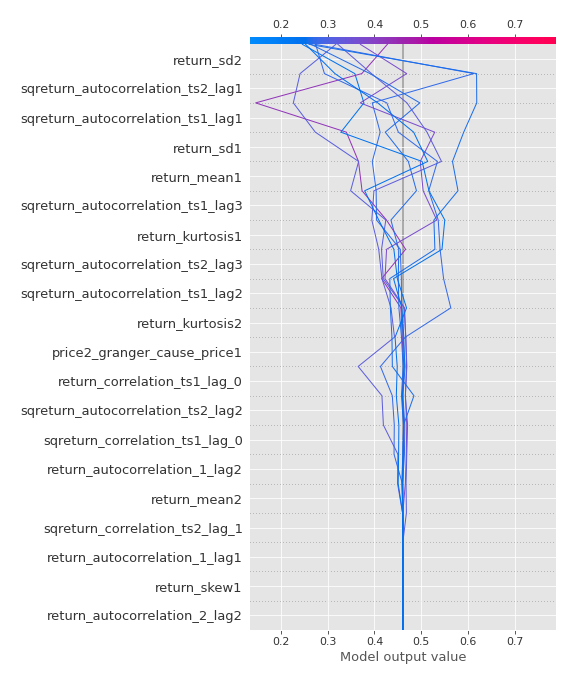 0.2 0.3 0.4 0.5 0.6 0.7
return_sd2
sqreturn_autocorrelation_ts2_lag1
sqreturn_autocorrelation_ts1_lag1
return_sd1
return_mean1
sqreturn_autocorrelation_ts1_lag3
return_kurtosis1
sqreturn_autocorrelation_ts2_lag3
sqreturn_autocorrelation_ts1_lag2
return_kurtosis2
price2_granger_cause_price1
return_correlation_ts1_lag_0
sqreturn_autocorrelation_ts2_lag2
sqreturn_correlation_ts1_lag_0
return_autocorrelation_1_lag2
return_mean2
sqreturn_correlation_ts2_lag_1
return_autocorrelation_1_lag1
return_skew1
return_autocorrelation_2_lag2
0.2 0.3 0.4 0.5 0.6 0.7
Model output value